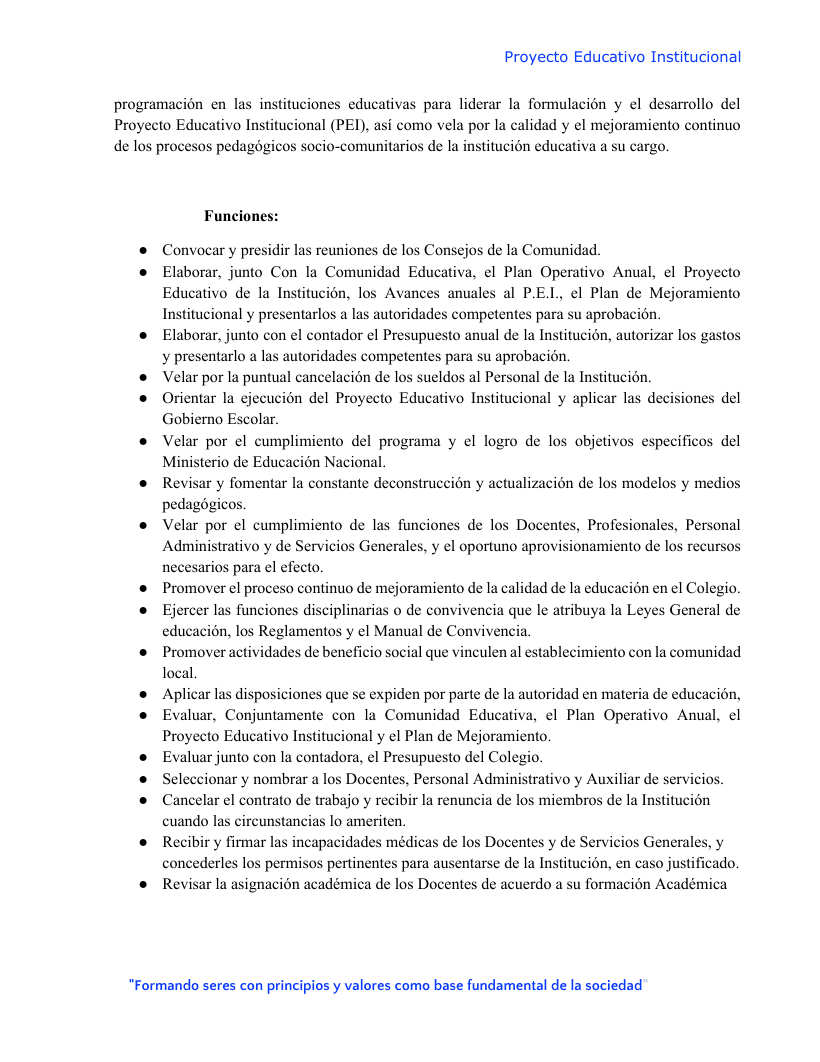 Proyecto Educativo Institucional
programación en las instituciones educativas para liderar la formulación y el desarrollo del
Proyecto Educativo Institucional (PEI), así como vela por la calidad y el mejoramiento continuo
de los procesos pedagógicos socio-comunitarios de la institución educativa a su cargo.
Funciones:
● Convocar y presidir las reuniones de los Consejos de la Comunidad.
● Elaborar, junto Con la Comunidad Educativa, el Plan Operativo Anual, el Proyecto
Educativo de la Institución, los Avances anuales al P.E.I., el Plan de Mejoramiento
Institucional y presentarlos a las autoridades competentes para su aprobación.
● Elaborar, junto con el contador el Presupuesto anual de la Institución, autorizar los gastos
y presentarlo a las autoridades competentes para su aprobación.
● Velar por la puntual cancelación de los sueldos al Personal de la Institución.
● Orientar la ejecución del Proyecto Educativo Institucional y aplicar las decisiones del
Gobierno Escolar.
● Velar por el cumplimiento del programa y el logro de los objetivos específicos del
Ministerio de Educación Nacional.
● Revisar y fomentar la constante deconstrucción y actualización de los modelos y medios
pedagógicos.
● Velar por el cumplimiento de las funciones de los Docentes, Profesionales, Personal
Administrativo y de Servicios Generales, y el oportuno aprovisionamiento de los recursos
necesarios para el efecto.
● Promover el proceso continuo de mejoramiento de la calidad de la educación en el Colegio.
● Ejercer las funciones disciplinarias o de convivencia que le atribuya la Leyes General de
educación, los Reglamentos y el Manual de Convivencia.
● Promover actividades de beneficio social que vinculen al establecimiento con la comunidad
local.
● Aplicar las disposiciones que se expiden por parte de la autoridad en materia de educación,
● Evaluar, Conjuntamente con la Comunidad Educativa, el Plan Operativo Anual, el
Proyecto Educativo Institucional y el Plan de Mejoramiento.
● Evaluar junto con la contadora, el Presupuesto del Colegio.
● Seleccionar y nombrar a los Docentes, Personal Administrativo y Auxiliar de servicios.
● Cancelar el contrato de trabajo y recibir la renuncia de los miembros de la Institución
cuando las circunstancias lo ameriten.
● Recibir y firmar las incapacidades médicas de los Docentes y de Servicios Generales, y
concederles los permisos pertinentes para ausentarse de la Institución, en caso justificado.
● Revisar la asignación académica de los Docentes de acuerdo a su formación Académica
"Formando seres con principios y valores como base fundamental de la sociedad"